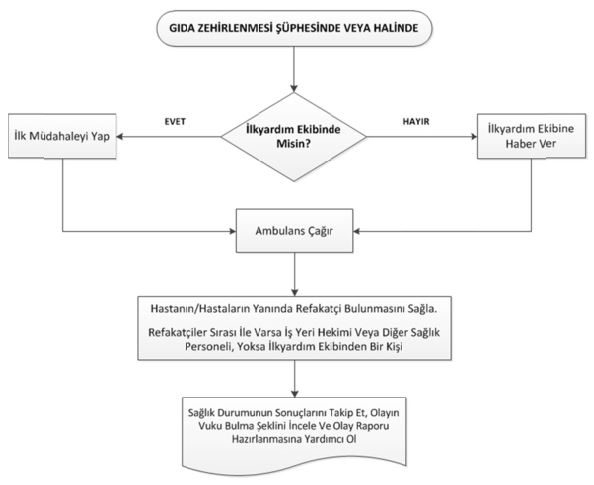 GIDA ZEHİRLENMESİ ŞÜPHESİNDE VEYA HALİNDE
İlkyardım Ekibinde
Misin?
EVET
HAYIR
İlk Müdahaleyi Yap
İlkyardım Ekibine
Haber Ver
Ambulans Çağır
Hastanın/Hastaların Yanında Refakatçi Bulunmasını Sağla.
Refakatçiler Sırası İle Varsa İş Yeri Hekimi Veya Diğer Sağlık
Personeli, Yoksa İlkyardım Ekibinden Bir Kişi
Sağlık Durumunun Sonuçlarını Takip Et, Olayın
Vuku Bulma Şeklini İncele Ve Olay Raporu
Hazırlanmasına Yardımcı Ol